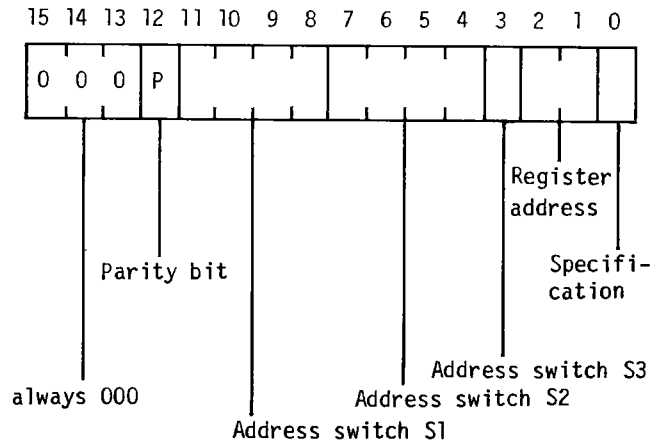 15 14 13 12 11 10 9 8 7 6 5 4 3 2 1 0
0 0 0 P
Register
address
Parity bit
Specifi-
cation
Address switch S3
always 000
Address switch S2
Address switch S1